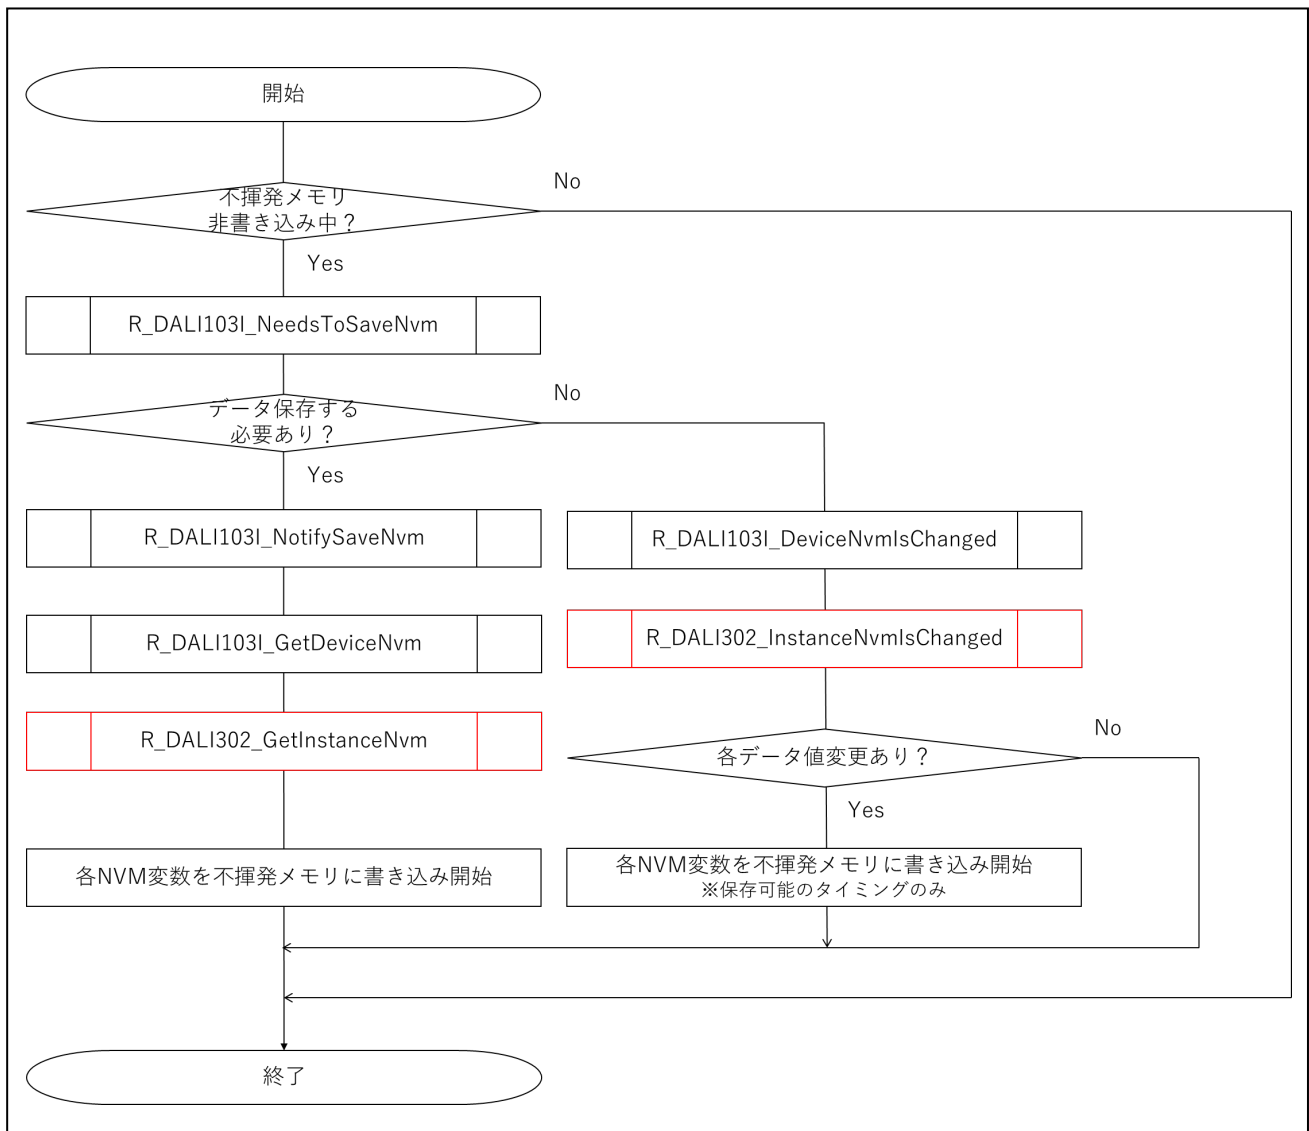 開始
不揮発メモリ
非書き込み中？
No
Yes
R_DALI103I_NeedsToSaveNvm
データ保存する
必要あり？
No
Yes
R_DALI103I_NotifySaveNvm
R_DALI103I_DeviceNvmIsChanged
R_DALI103I_GetDeviceNvm
R_DALI302_InstanceNvmIsChanged
R_DALI302_GetInstanceNvm
各データ値変更あり？
No
Yes
各NVM変数を不揮発メモリに書き込み開始
各NVM変数を不揮発メモリに書き込み開始
※保存可能のタイミングのみ
終了